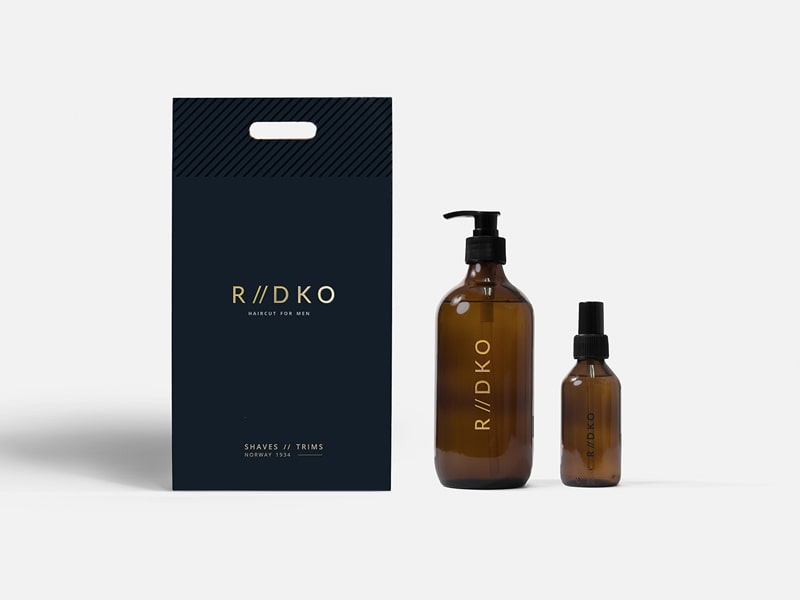 R//DKO
HAIRCUT FOR MEN
SHAVES // TRIMS
NORWAY 1934
R//DKO
R//DKO